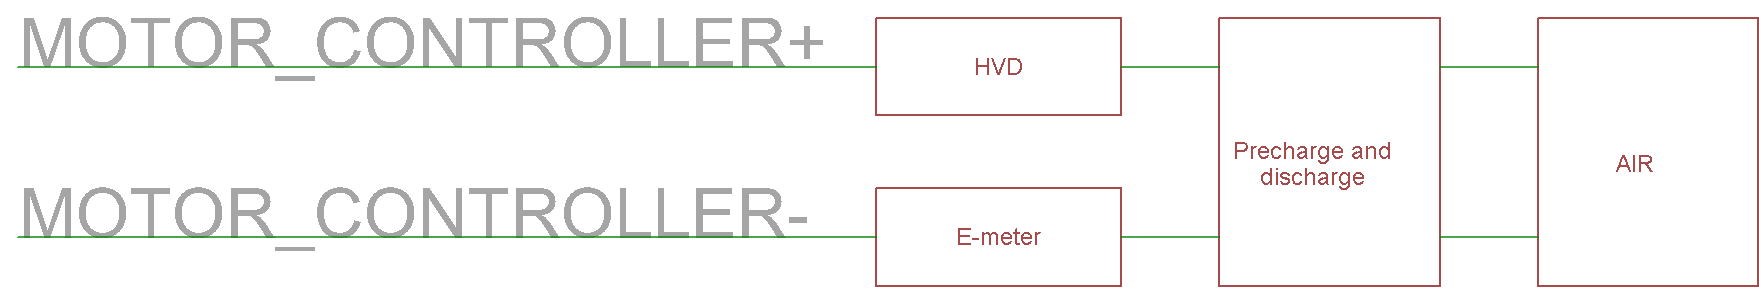 MOTOR_CONTROLLER+
HVD
Precharge and
discharge
AIR
MOTOR_CONTROLLER-
E-meter